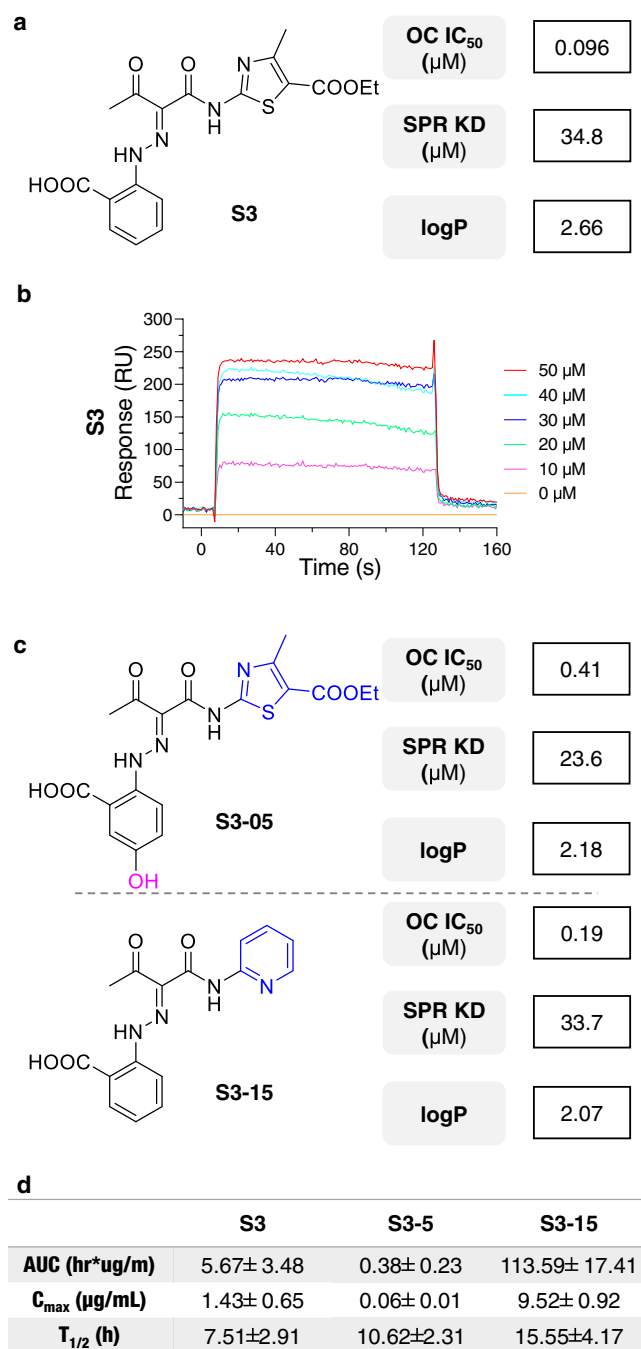 a
OC IC₅₀ (µM)
0.096
O O N S COOEt
N H
HN N
HOOC
S3
SPR KD (µM)
34.8
logP
2.66
b
S3
Response (RU)
300
250
200
150
100
50
0
0 40 80 120 160
Time (s)
50 µM
40 µM
30 µM
20 µM
10 µM
0 µM
c
O O N S COOEt
N H
HN N
HOOC
OH
S3-05
OC IC₅₀ (µM)
0.41
SPR KD (µM)
23.6
logP
2.18
O O
N H N
HN N
HOOC
S3-15
OC IC₅₀ (µM)
0.19
SPR KD (µM)
33.7
logP
2.07
d
S3 S3-5 S3-15
AUC (hr*ug/m) 5.67± 3.48 0.38± 0.23 113.59± 17.41
Cmax (µg/mL) 1.43± 0.65 0.06± 0.01 9.52± 0.92
T1/2 (h) 7.51±2.91 10.62±2.31 15.55±4.17